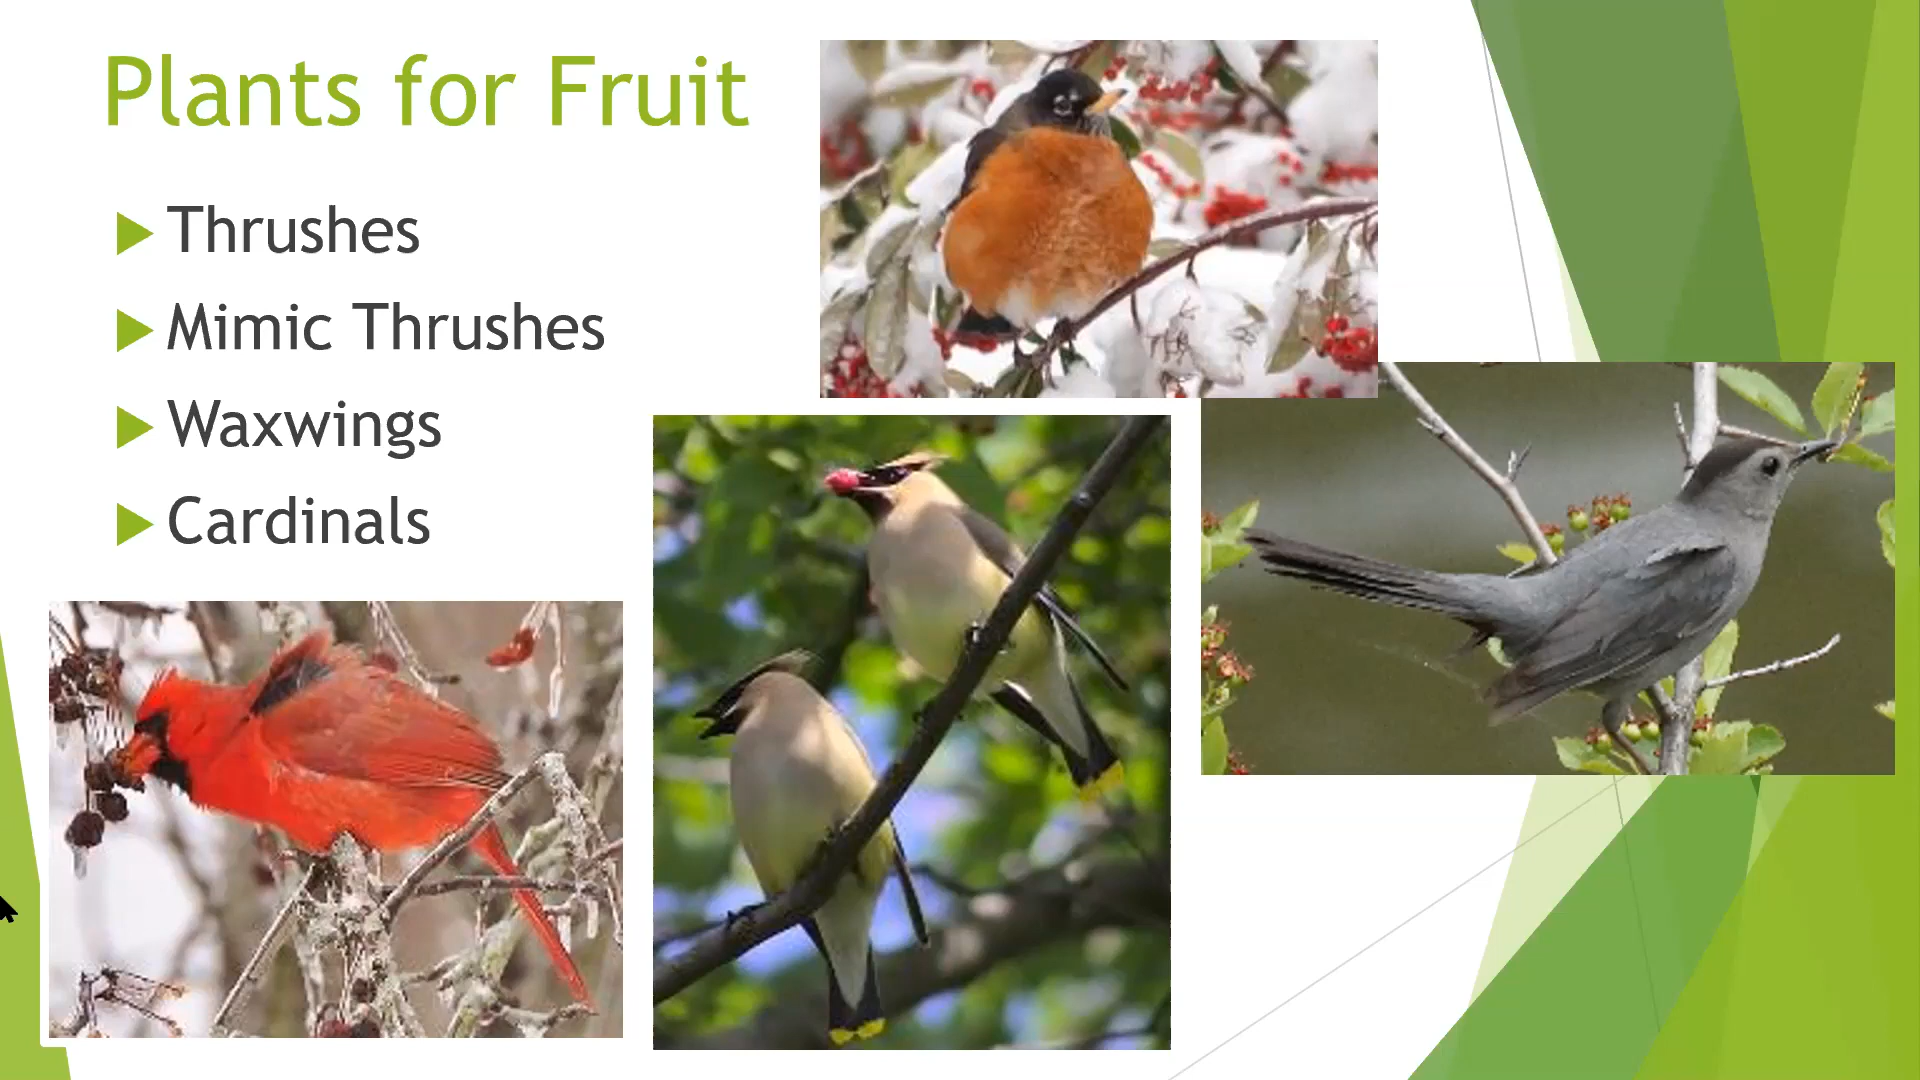 Plants for Fruit
Thrushes
Mimic Thrushes
Waxwings
Cardinals